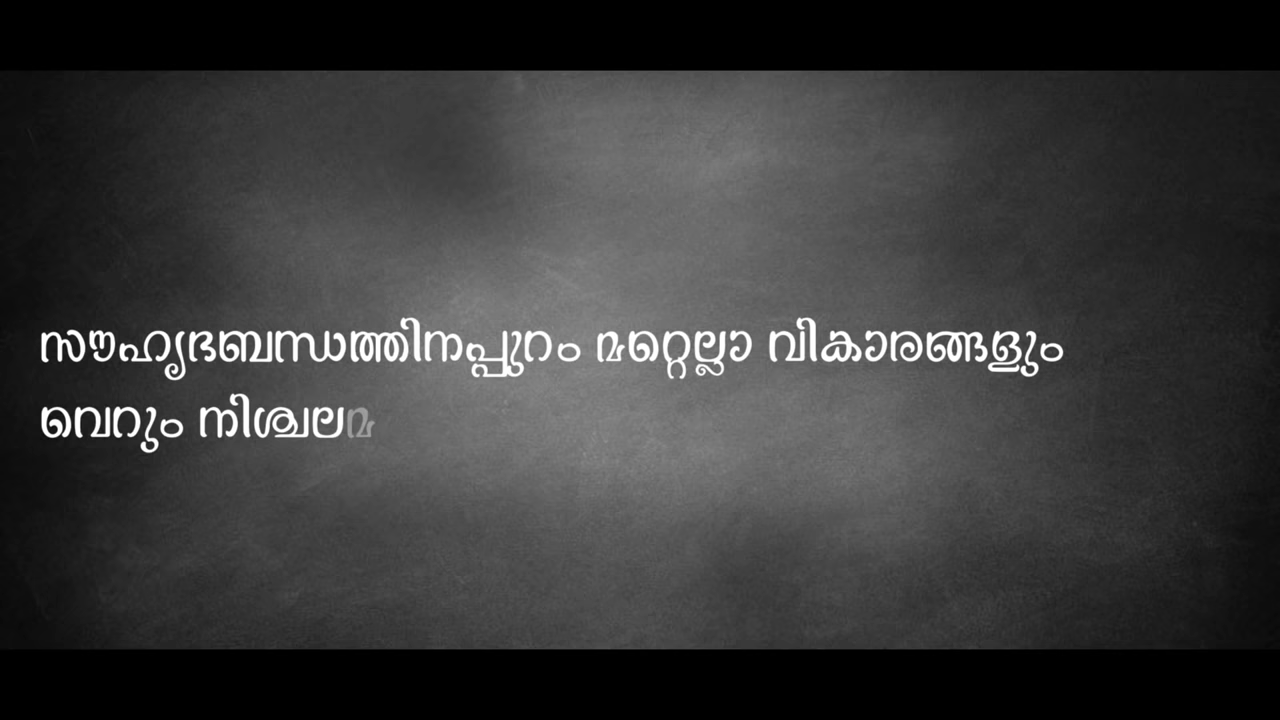 സൗഹൃദബന്ധത്തിനപ്പുറം മറ്റെല്ലാ വികാരങ്ങളും
വെറും നിശ്ചലമ